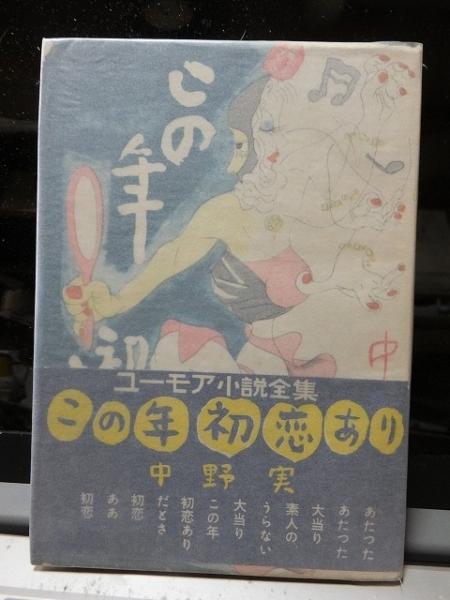 この
年
初
中
ユーモア小説全集
この年初恋あり
中野実
あたつた
あたつた
大当り
素人の
うらない
大当り
この年
初恋あり
だとさ
初恋
ああ
初恋